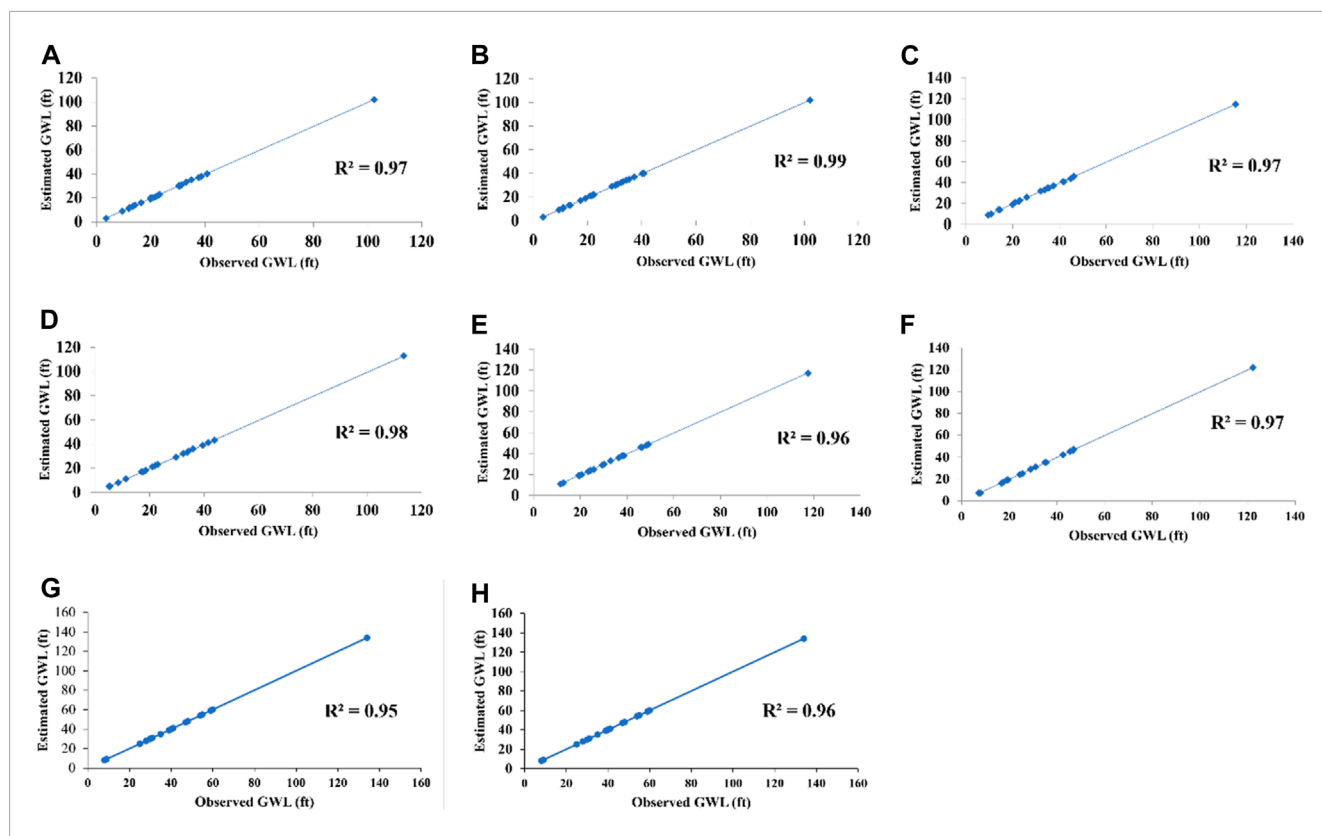 A
120
100
80
60
40
20
0
0 20 40 60 80 100 120
Estimated GWL (ft)
Observed GWL (ft)
R² = 0.97
B
120
100
80
60
40
20
0
0 20 40 60 80 100 120
Estimated GWL (ft)
Observed GWL (ft)
R² = 0.99
C
140
120
100
80
60
40
20
0
0 20 40 60 80 100 120 140
Estimated GWL (ft)
Observed GWL (ft)
R² = 0.97
D
120
100
80
60
40
20
0
0 20 40 60 80 100 120
Estimated GWL (ft)
Observed GWL (ft)
R² = 0.98
E
140
120
100
80
60
40
20
0
0 20 40 60 80 100 120 140
Estimated GWL (ft)
Observed GWL (ft)
R² = 0.96
F
140
120
100
80
60
40
20
0
0 20 40 60 80 100 120 140
Estimated GWL (ft)
Observed GWL (ft)
R² = 0.97
G
160
140
120
100
80
60
40
20
0
0 20 40 60 80 100 120 140 160
Estimated GWL (ft)
Observed GWL (ft)
R² = 0.95
H
160
140
120
100
80
60
40
20
0
0 20 40 60 80 100 120 140 160
Estimated GWL (ft)
Observed GWL (ft)
R² = 0.96